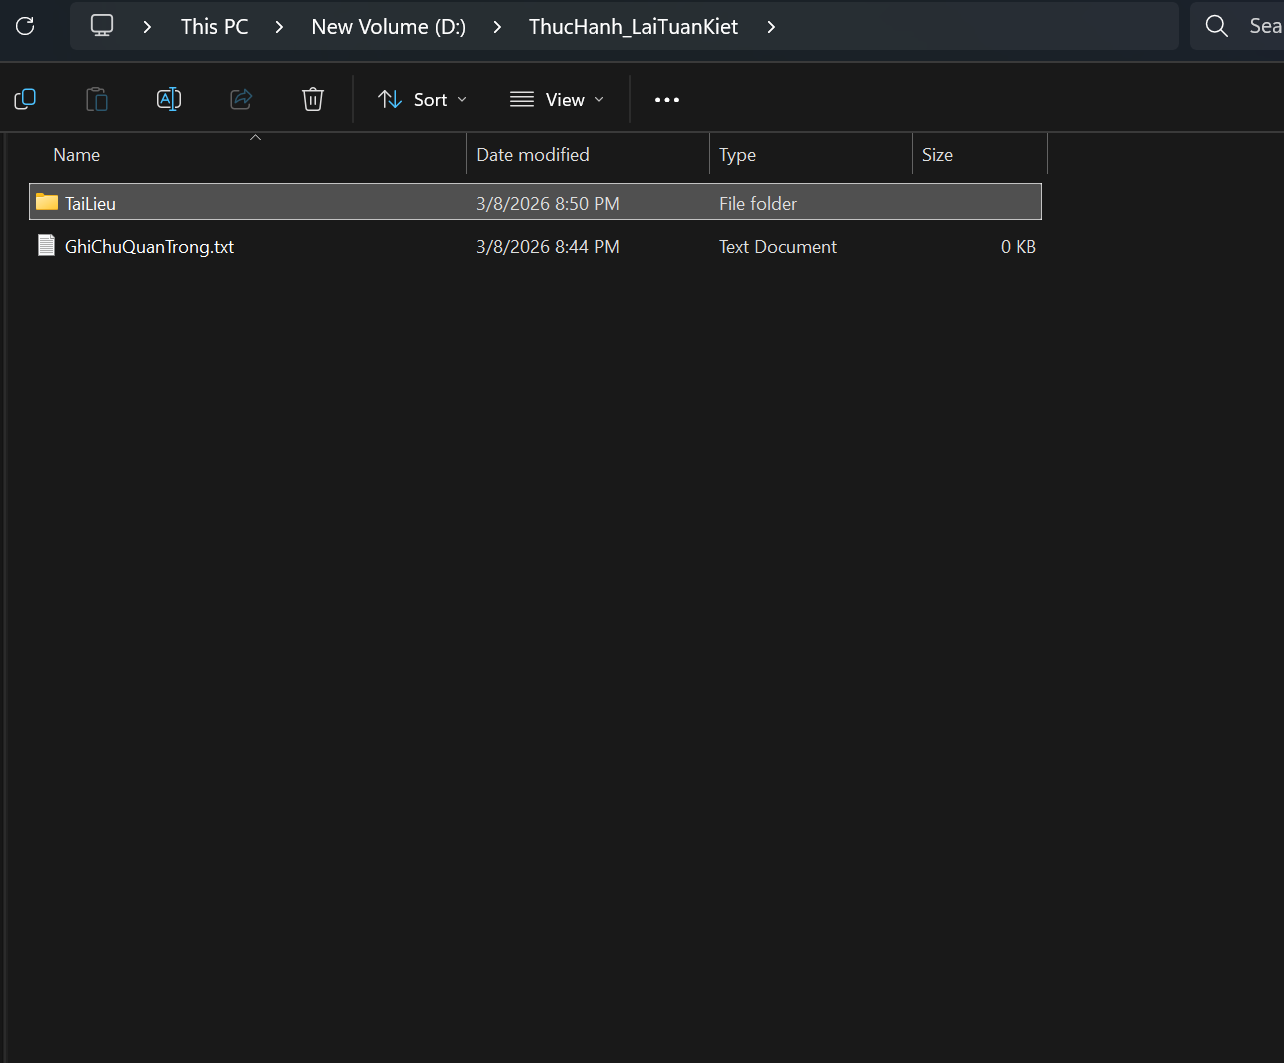 This PC > New Volume (D:) > ThucHanh_LaiTuanKiet >
Sea
Sort View
Name Date modified Type Size
TaiLieu 3/8/2026 8:50 PM File folder
GhiChuQuanTrong.txt 3/8/2026 8:44 PM Text Document 0 KB